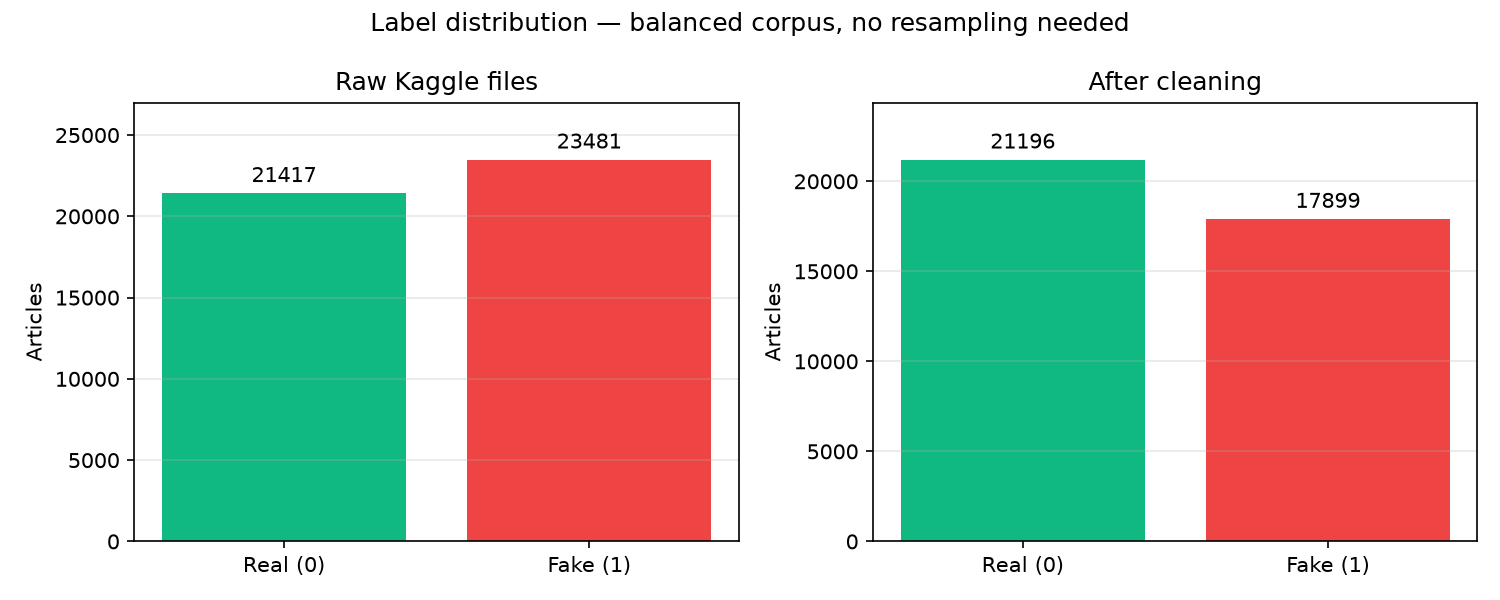 Label distribution — balanced corpus, no resampling needed
Raw Kaggle files
25000
20000
15000
10000
5000
0
Articles
21417
23481
Real (0)
Fake (1)
After cleaning
20000
15000
10000
5000
0
Articles
21196
17899
Real (0)
Fake (1)